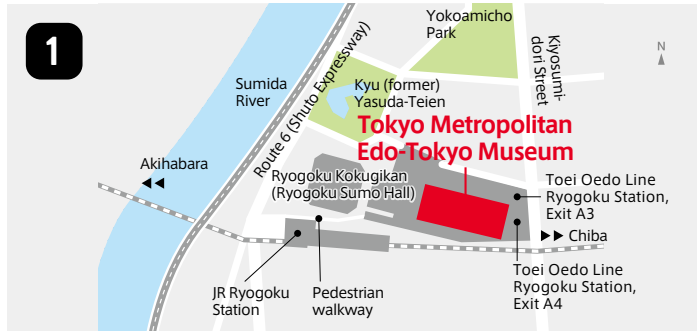 1
Yokoamicho
Park
Kiyosumi-
dori Street
N
Sumida
River
Route 6 (Shuto Expressway)
Kyu (former)
Yasuda-Teien
Tokyo Metropolitan
Edo-Tokyo Museum
Akihabara
Ryogoku Kokugikan
(Ryogoku Sumo Hall)
Toei Oedo Line
Ryogoku Station,
Exit A3
Chiba
JR Ryogoku
Station
Pedestrian
walkway
Toei Oedo Line
Ryogoku Station,
Exit A4